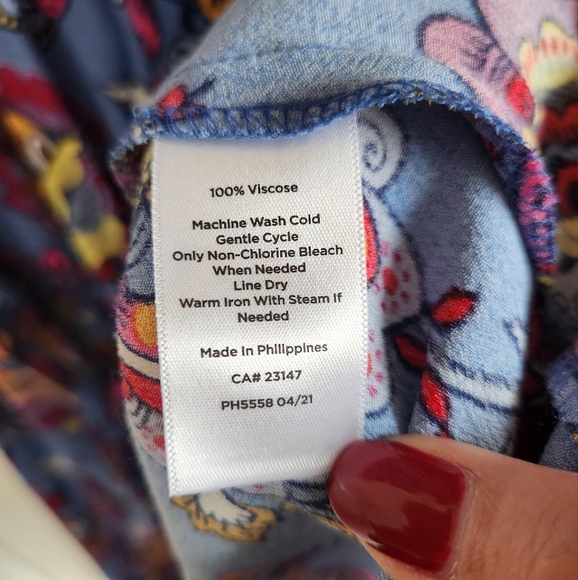 100% Viscose
Machine Wash Cold
Gentle Cycle
Only Non-Chlorine Bleach
When Needed
Line Dry
Warm Iron With Steam If
Needed
Made In Philippines
CA# 23147
PH5558 04/21